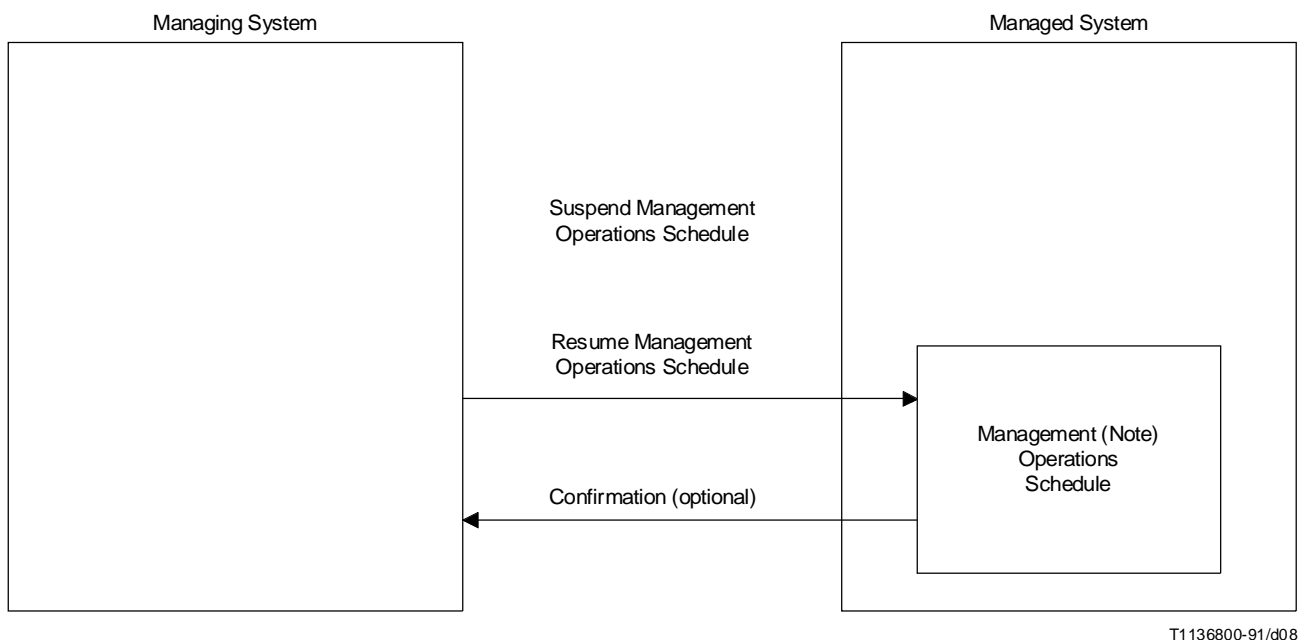 Managing System
Managed System
Suspend Management
Operations Schedule
Resume Management
Operations Schedule
Management (Note)
Operations
Schedule
Confirmation (optional)
T1136800-91/d08